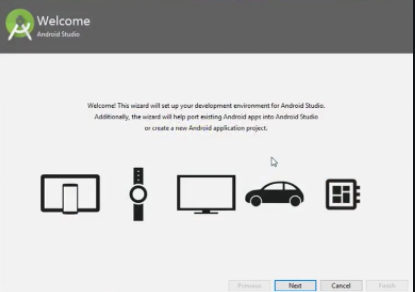 Welcome
Android Studio
Welcome! This wizard will set up your development environment for Android Studio.
Additionally, the wizard will help port existing Android apps into Android Studio
or create a new Android application project.
Previous Next Cancel Finish